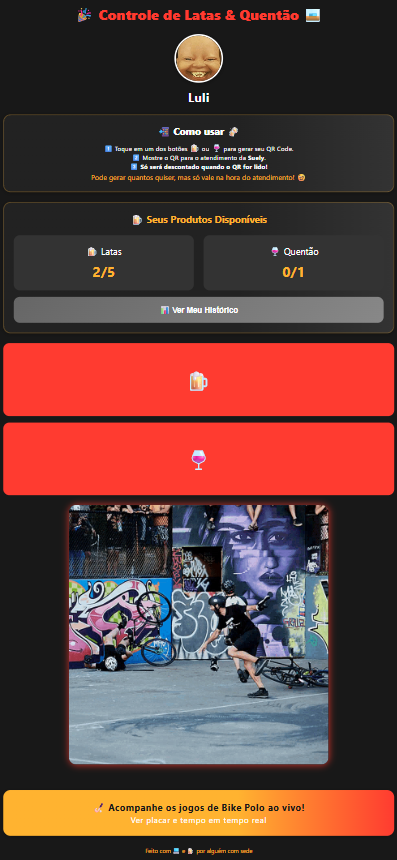 🎉 Controle de Latas & Quentão 🌅
Luli
📲 Como usar 🍻
1️⃣ Toque em um dos botões 🍺 ou 🍷 para gerar seu QR Code.
2️⃣ Mostre o QR para o atendimento da Suely.
3️⃣ Só será descontado quando o QR for lido!
Pode gerar quantos quiser, mas só vale na hora do atendimento! 😉
🍺 Seus Produtos Disponíveis
🍺 Latas
2/5
🍷 Quentão
0/1
📊 Ver Meu Histórico
🍺
🍷
🏑 Acompanhe os jogos de Bike Polo ao vivo!
Ver placar e tempo em tempo real
Feito com 💻 e 🍺 por alguém com sede